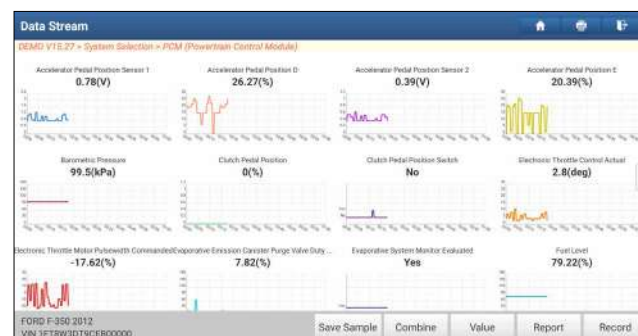 Data Stream
DEMO V15.27 > System Selection > PCM (Powertrain Control Module)
Accelerator Pedal Position Sensor 1
0.78(V)
Accelerator Pedal Position D
26.27(%)
Accelerator Pedal Position Sensor 2
0.39(V)
Accelerator Pedal Position E
20.39(%)
Barometric Pressure
99.5(kPa)
Clutch Pedal Position
0(%)
Clutch Pedal Position Switch
No
Electronic Throttle Control Actual
2.8(deg)
Electronic Throttle Motor Pulsewidth Commanded
-17.62(%)
Evaporative Emission Canister Purge Valve Duty ...
7.82(%)
Evaporative System Monitor Evaluated
Yes
Fuel Level
79.22(%)
FORD F-350 2012
VIN 1FT8W3DT9CEB00000
Save Sample
Combine
Value
Report
Record